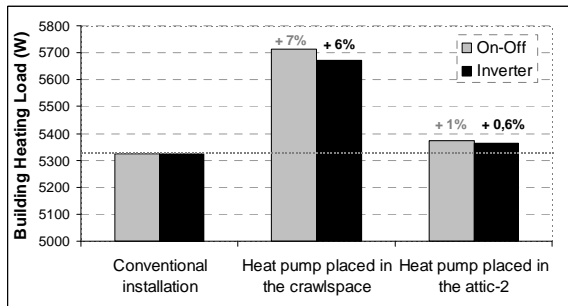 Building Heating Load (W)
5800
5700
5600
5500
5400
5300
5200
5100
5000
+ 7%
+ 6%
+ 1%
+ 0,6%
On-Off
Inverter
Conventional
installation
Heat pump placed in
the crawlspace
Heat pump placed in
the attic-2